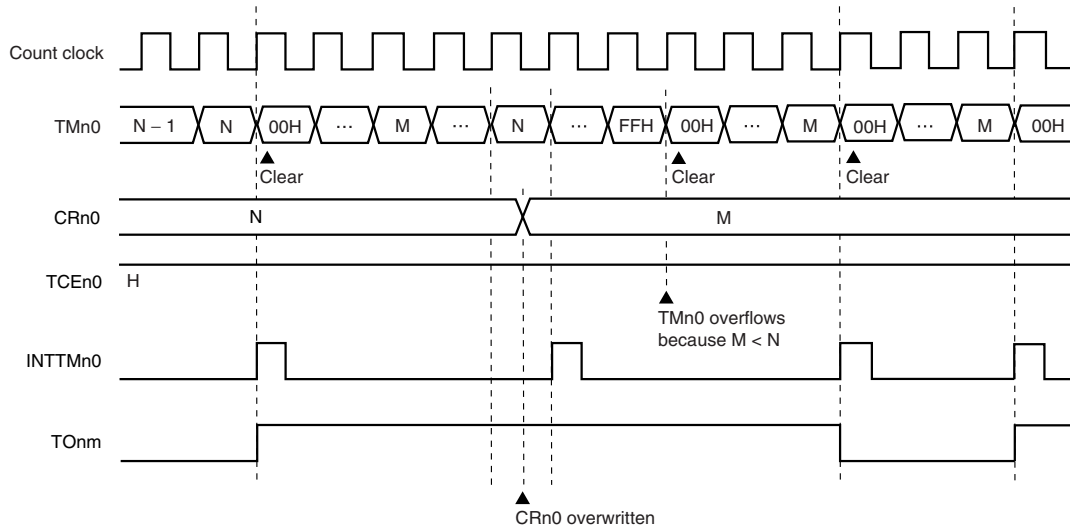 Count clock
TMn0 N – 1 N 00H ... M ... N ... FFH 00H ... M 00H ... M 00H
Clear Clear Clear
CRn0 N M
TCEn0 H
TMn0 overflows
because M < N
INTTMn0
TOnm
CRn0 overwritten